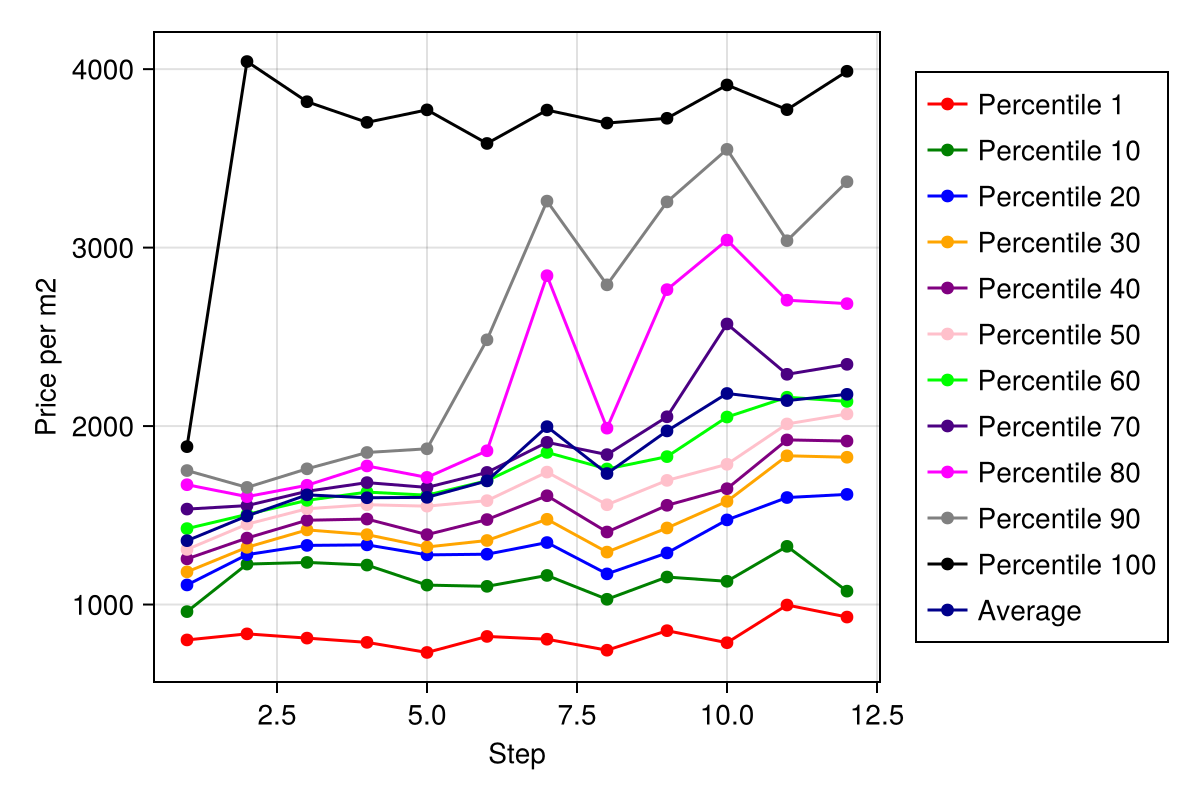 4000
3000
2000
1000
Price per m2
2.5
5.0
7.5
10.0
12.5
Step
Percentile 1
Percentile 10
Percentile 20
Percentile 30
Percentile 40
Percentile 50
Percentile 60
Percentile 70
Percentile 80
Percentile 90
Percentile 100
Average